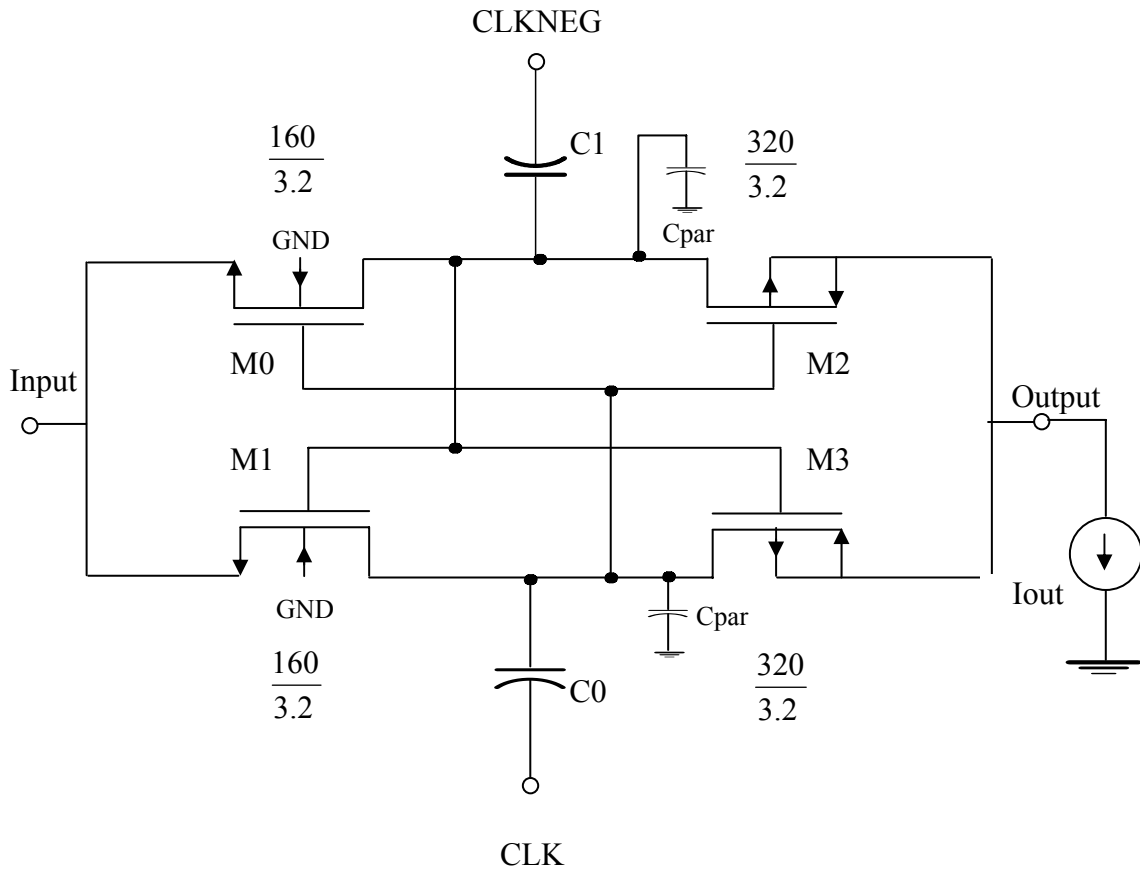 CLKNEG
160
3.2
C1
320
3.2
GND
Cpar
M0
M2
Input
Output
M1
M3
GND
Cpar
Iout
160
3.2
C0
320
3.2
CLK